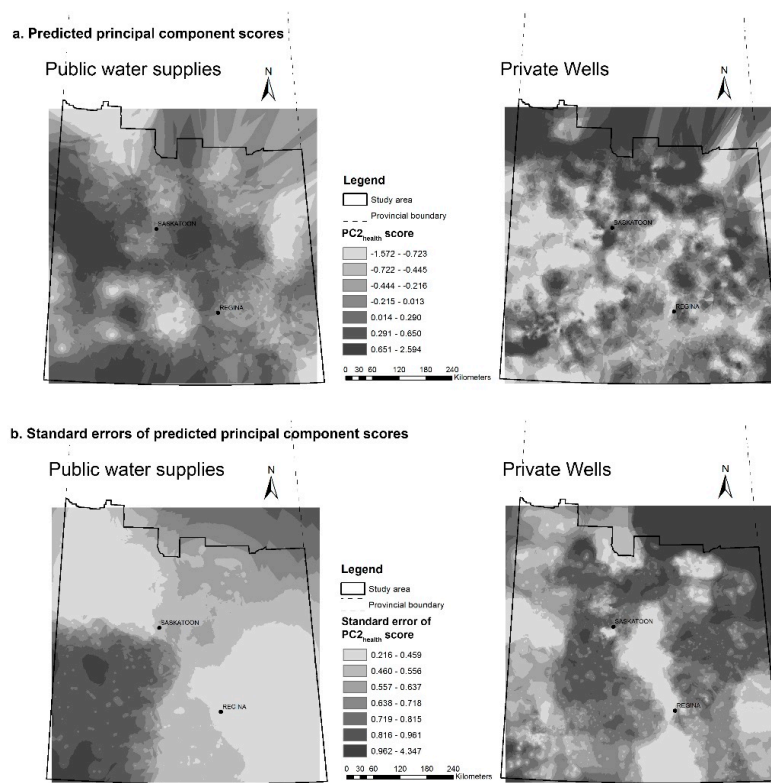 a. Predicted principal component scores
Public water supplies
Private Wells
N
N
SASKATOON
REGINA
Legend
Study area
Provincial boundary
PC2health score
-1.572 - -0.723
-0.722 - -0.445
-0.444 - -0.216
-0.215 - 0.013
0.014 - 0.290
0.291 - 0.650
0.651 - 2.594
0 30 60 120 180 240
Kilometers
SASKATOON
REGINA
b. Standard errors of predicted principal component scores
Public water supplies
Private Wells
N
N
SASKATOON
REGINA
Legend
Study area
Provincial boundary
Standard error of
PC2health score
0.216 - 0.459
0.460 - 0.556
0.557 - 0.637
0.638 - 0.718
0.719 - 0.815
0.816 - 0.961
0.962 - 4.347
0 30 60 120 180 240
Kilometers
SASKATOON
REGINA